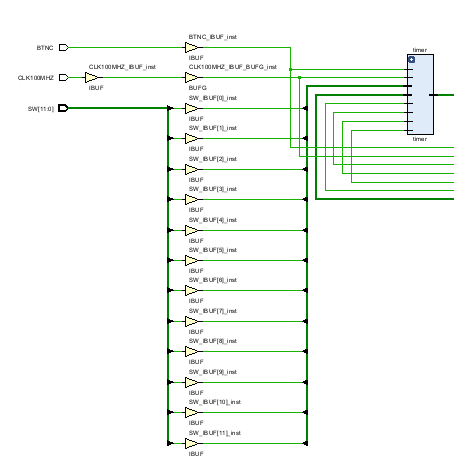 BTNC_IBUF_inst
timer
BTNC
IBUF
CLK100MHZ_IBUF_inst
CLK100MHZ_IBUF_BUFG_inst
CLK100MHZ
IBUF
BUFG
SW_IBUF[0]_inst
SW[11:0]
IBUF
SW_IBUF[1]_inst
timer
IBUF
SW_IBUF[2]_inst
IBUF
SW_IBUF[3]_inst
IBUF
SW_IBUF[4]_inst
IBUF
SW_IBUF[5]_inst
IBUF
SW_IBUF[6]_inst
IBUF
SW_IBUF[7]_inst
IBUF
SW_IBUF[8]_inst
IBUF
SW_IBUF[9]_inst
IBUF
SW_IBUF[10]_inst
IBUF
SW_IBUF[11]_inst
IBUF